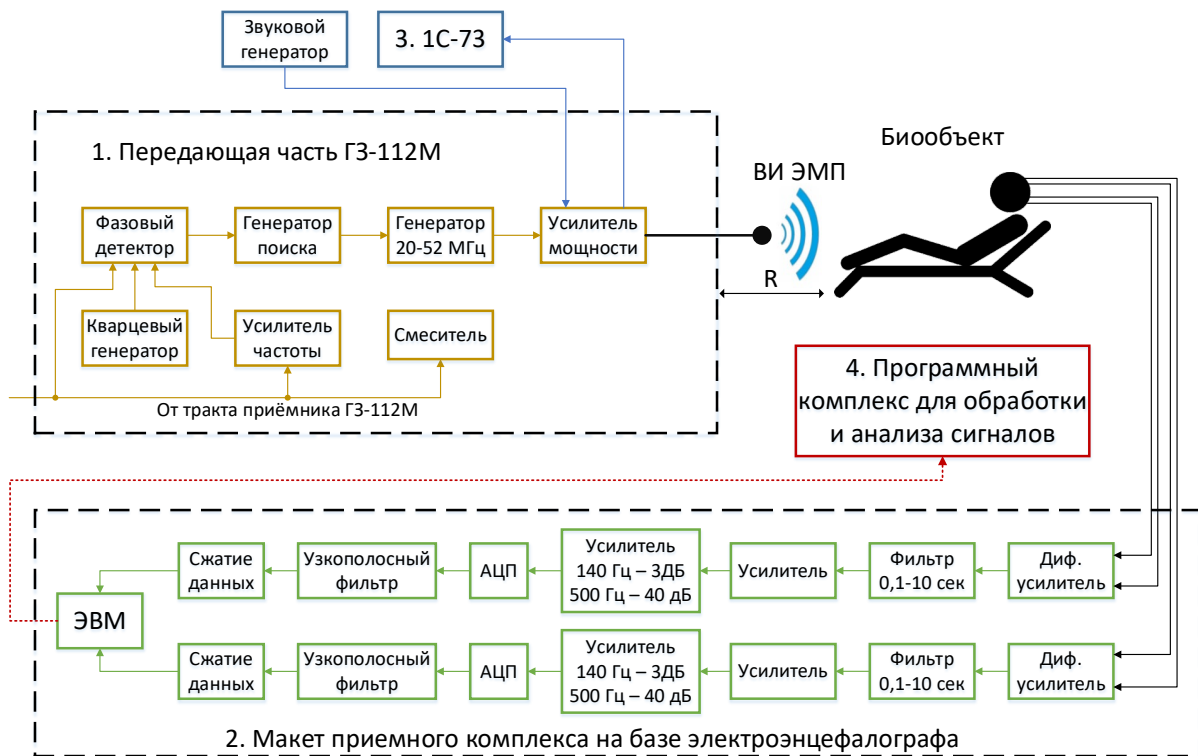 Звуковой
генератор
3. 1С-73
1. Передающая часть ГЗ-112М
Фазовый
детектор
Генератор
поиска
Генератор
20-52 МГц
Усилитель
мощности
Кварцевый
генератор
Усилитель
частоты
Смеситель
От тракта приёмника ГЗ-112М
ВИ ЭМП
Биообъект
R
4. Программный
комплекс для обработки
и анализа сигналов
ЭВМ
Сжатие
данных
Узкополосный
фильтр
АЦП
Усилитель
140 Гц – 3ДБ
500 Гц – 40 дБ
Усилитель
Фильтр
0,1-10 сек
Диф.
усилитель
Сжатие
данных
Узкополосный
фильтр
АЦП
Усилитель
140 Гц – 3ДБ
500 Гц – 40 дБ
Усилитель
Фильтр
0,1-10 сек
Диф.
усилитель
2. Макет приемного комплекса на базе электроэнцефалографа